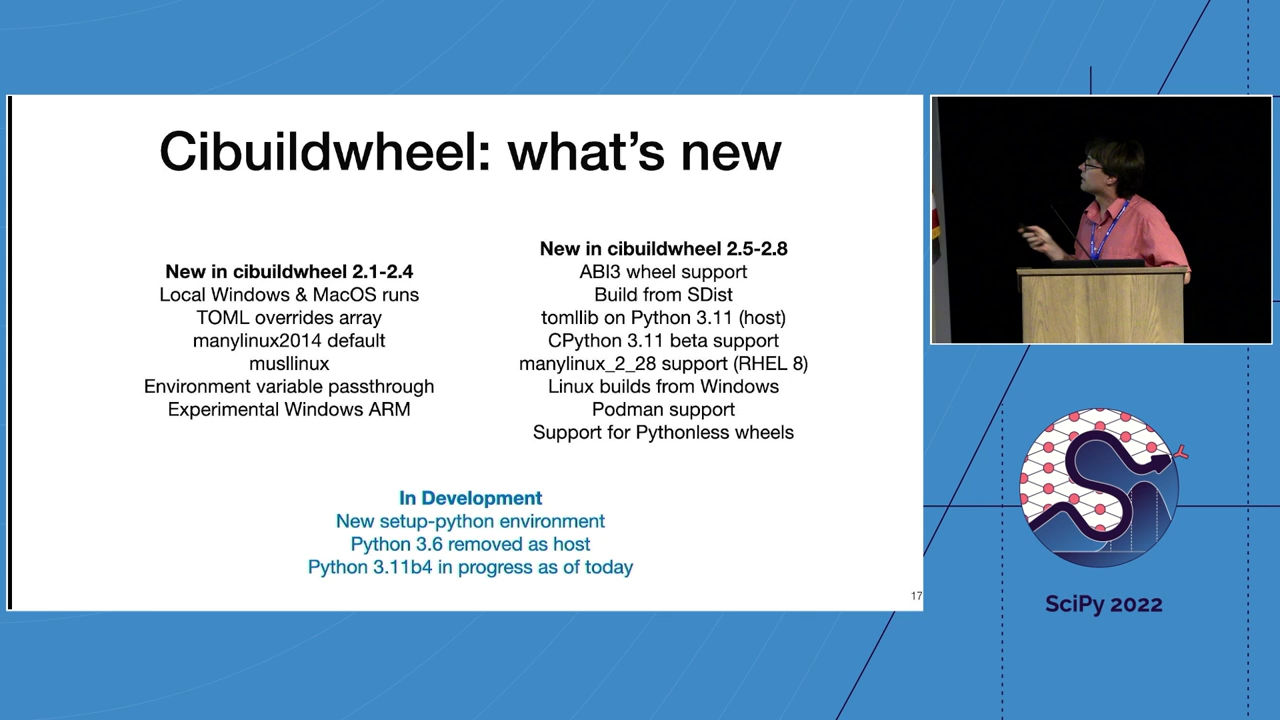 Cibuildwheel: what's new
New in cibuildwheel 2.1-2.4
Local Windows & MacOS runs
TOML overrides array
manylinux2014 default
musllinux
Environment variable passthrough
Experimental Windows ARM
New in cibuildwheel 2.5-2.8
ABI3 wheel support
Build from SDist
tomllib on Python 3.11 (host)
CPython 3.11 beta support
manylinux_2_28 support (RHEL 8)
Linux builds from Windows
Podman support
Support for Pythonless wheels
In Development
New setup-python environment
Python 3.6 removed as host
Python 3.11b4 in progress as of today
17
SciPy 2022